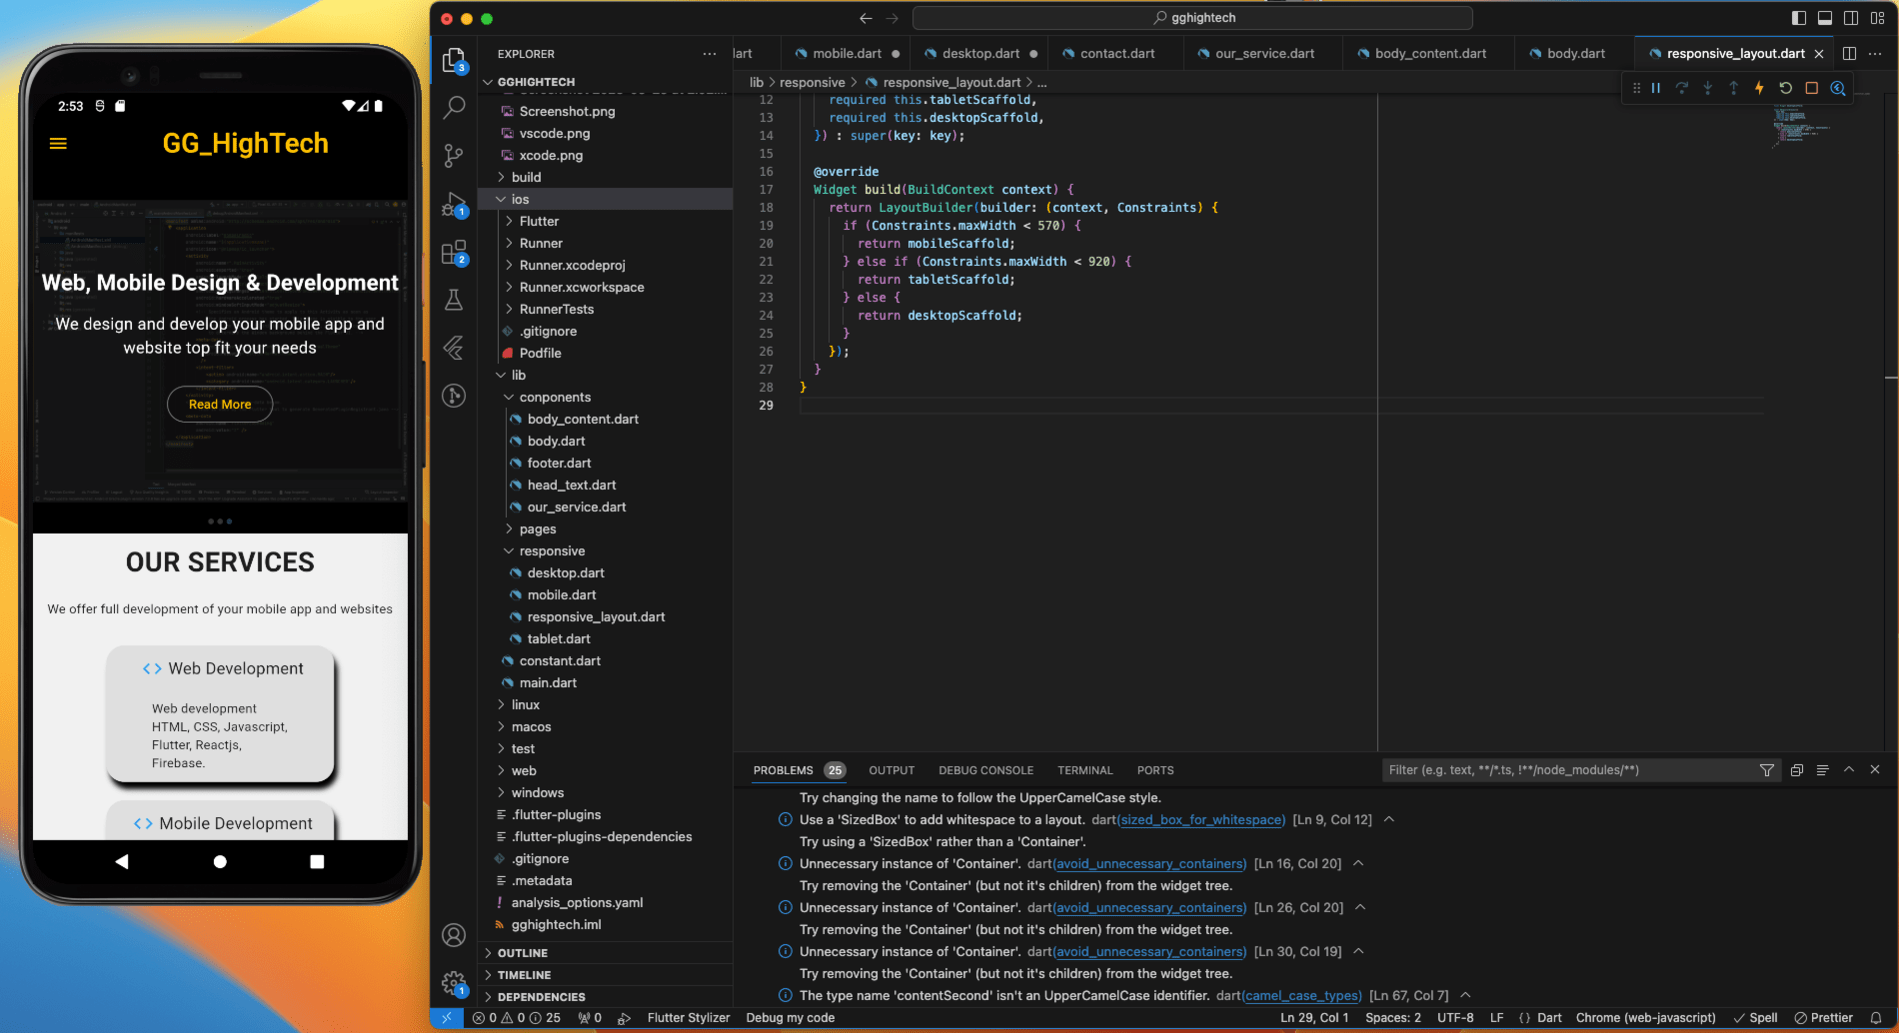 2:53
GG_HighTech
Web, Mobile Design & Development
We design and develop your mobile app and
website top fit your needs
Read More
OUR SERVICES
We offer full development of your mobile app and websites
<> Web Development
Web development
HTML, CSS, Javascript,
Flutter, Reactjs,
Firebase.
<> Mobile Development
gghightech
3
1
2
1
EXPLORER
GGHIGHTECH
Screenshot.png
vscode.png
xcode.png
build
ios
Flutter
Runner
Runner.xcodeproj
Runner.xcworkspace
RunnerTests
.gitignore
Podfile
lib
conponents
body_content.dart
body.dart
footer.dart
head_text.dart
our_service.dart
pages
responsive
desktop.dart
mobile.dart
responsive_layout.dart
tablet.dart
constant.dart
main.dart
linux
macos
test
web
windows
.flutter-plugins
.flutter-plugins-dependencies
.gitignore
.metadata
analysis_options.yaml
gghightech.iml
OUTLINE
TIMELINE
DEPENDENCIES
lart mobile.dart desktop.dart contact.dart our_service.dart body_content.dart body.dart responsive_layout.dart
lib > responsive > responsive_layout.dart > ...
12 required this.tabletScaffold,
13 required this.desktopScaffold,
14 }) : super(key: key);
15
16 @override
17 Widget build(BuildContext context) {
18 return LayoutBuilder(builder: (context, Constraints) {
19 if (Constraints.maxWidth < 570) {
20 return mobileScaffold;
21 } else if (Constraints.maxWidth < 920) {
22 return tabletScaffold;
23 } else {
24 return desktopScaffold;
25 }
26 });
27 }
28 }
29
PROBLEMS 25 OUTPUT DEBUG CONSOLE TERMINAL PORTS Filter (e.g. text, **/*.ts, !**/node_modules/**)
Try changing the name to follow the UpperCamelCase style.
Use a 'SizedBox' to add whitespace to a layout. dart(sized_box_for_whitespace) [Ln 9, Col 12]
Try using a 'SizedBox' rather than a 'Container'.
Unnecessary instance of 'Container'. dart(avoid_unnecessary_containers) [Ln 16, Col 20]
Try removing the 'Container' (but not it's children) from the widget tree.
Unnecessary instance of 'Container'. dart(avoid_unnecessary_containers) [Ln 26, Col 20]
Try removing the 'Container' (but not it's children) from the widget tree.
Unnecessary instance of 'Container'. dart(avoid_unnecessary_containers) [Ln 30, Col 19]
Try removing the 'Container' (but not it's children) from the widget tree.
The type name 'contentSecond' isn't an UpperCamelCase identifier. dart(camel_case_types) [Ln 67, Col 7]
0 0 25 0 Flutter Stylizer Debug my code Ln 29, Col 1 Spaces: 2 UTF-8 LF {} Dart Chrome (web-javascript) Spell Prettier